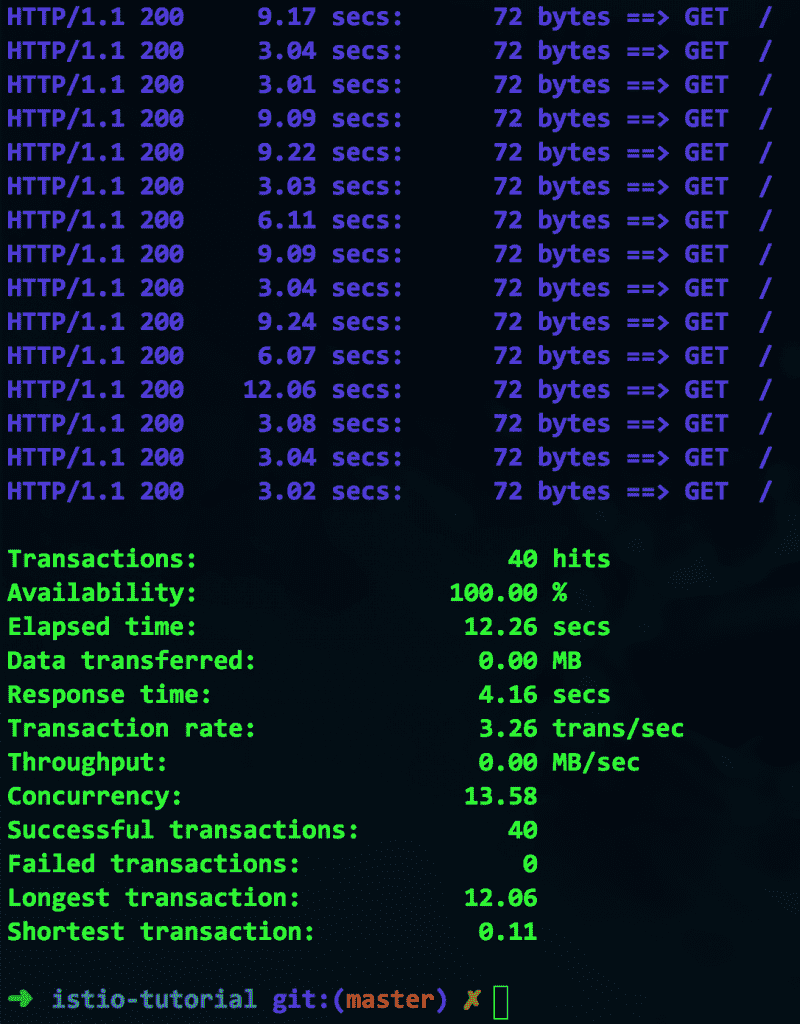 HTTP/1.1 200     9.17 secs:      72 bytes ==> GET  /
HTTP/1.1 200     3.04 secs:      72 bytes ==> GET  /
HTTP/1.1 200     3.01 secs:      72 bytes ==> GET  /
HTTP/1.1 200     9.09 secs:      72 bytes ==> GET  /
HTTP/1.1 200     9.22 secs:      72 bytes ==> GET  /
HTTP/1.1 200     3.03 secs:      72 bytes ==> GET  /
HTTP/1.1 200     6.11 secs:      72 bytes ==> GET  /
HTTP/1.1 200     9.09 secs:      72 bytes ==> GET  /
HTTP/1.1 200     3.04 secs:      72 bytes ==> GET  /
HTTP/1.1 200     9.24 secs:      72 bytes ==> GET  /
HTTP/1.1 200     6.07 secs:      72 bytes ==> GET  /
HTTP/1.1 200    12.06 secs:      72 bytes ==> GET  /
HTTP/1.1 200     3.08 secs:      72 bytes ==> GET  /
HTTP/1.1 200     3.04 secs:      72 bytes ==> GET  /
HTTP/1.1 200     3.02 secs:      72 bytes ==> GET  /
Transactions:                     40 hits
Availability:                 100.00 %
Elapsed time:                  12.26 secs
Data transferred:               0.00 MB
Response time:                  4.16 secs
Transaction rate:               3.26 trans/sec
Throughput:                     0.00 MB/sec
Concurrency:                   13.58
Successful transactions:          40
Failed transactions:               0
Longest transaction:           12.06
Shortest transaction:           0.11
➜ istio-tutorial git:(master) ✗